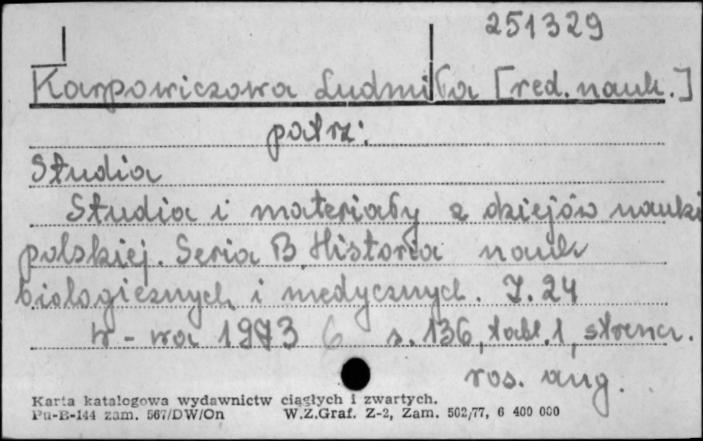 251329
Karpowiczowa Ludmiła [red. nauk.]
patrz:
Studia
Studia i materiały z dziejów nauki
polskiej. Seria B. Historia nauk
biologicznych i medycznych. Z. 24
W-wa 1973 s. 136, tabl. 1, streszcz.
ros. ang.
Karta katalogowa wydawnictw ciągłych i zwartych.
Pu-B-144 zam. 567/DW/On W.Z.Graf. Z-2, Zam. 502/77, 6 400 000